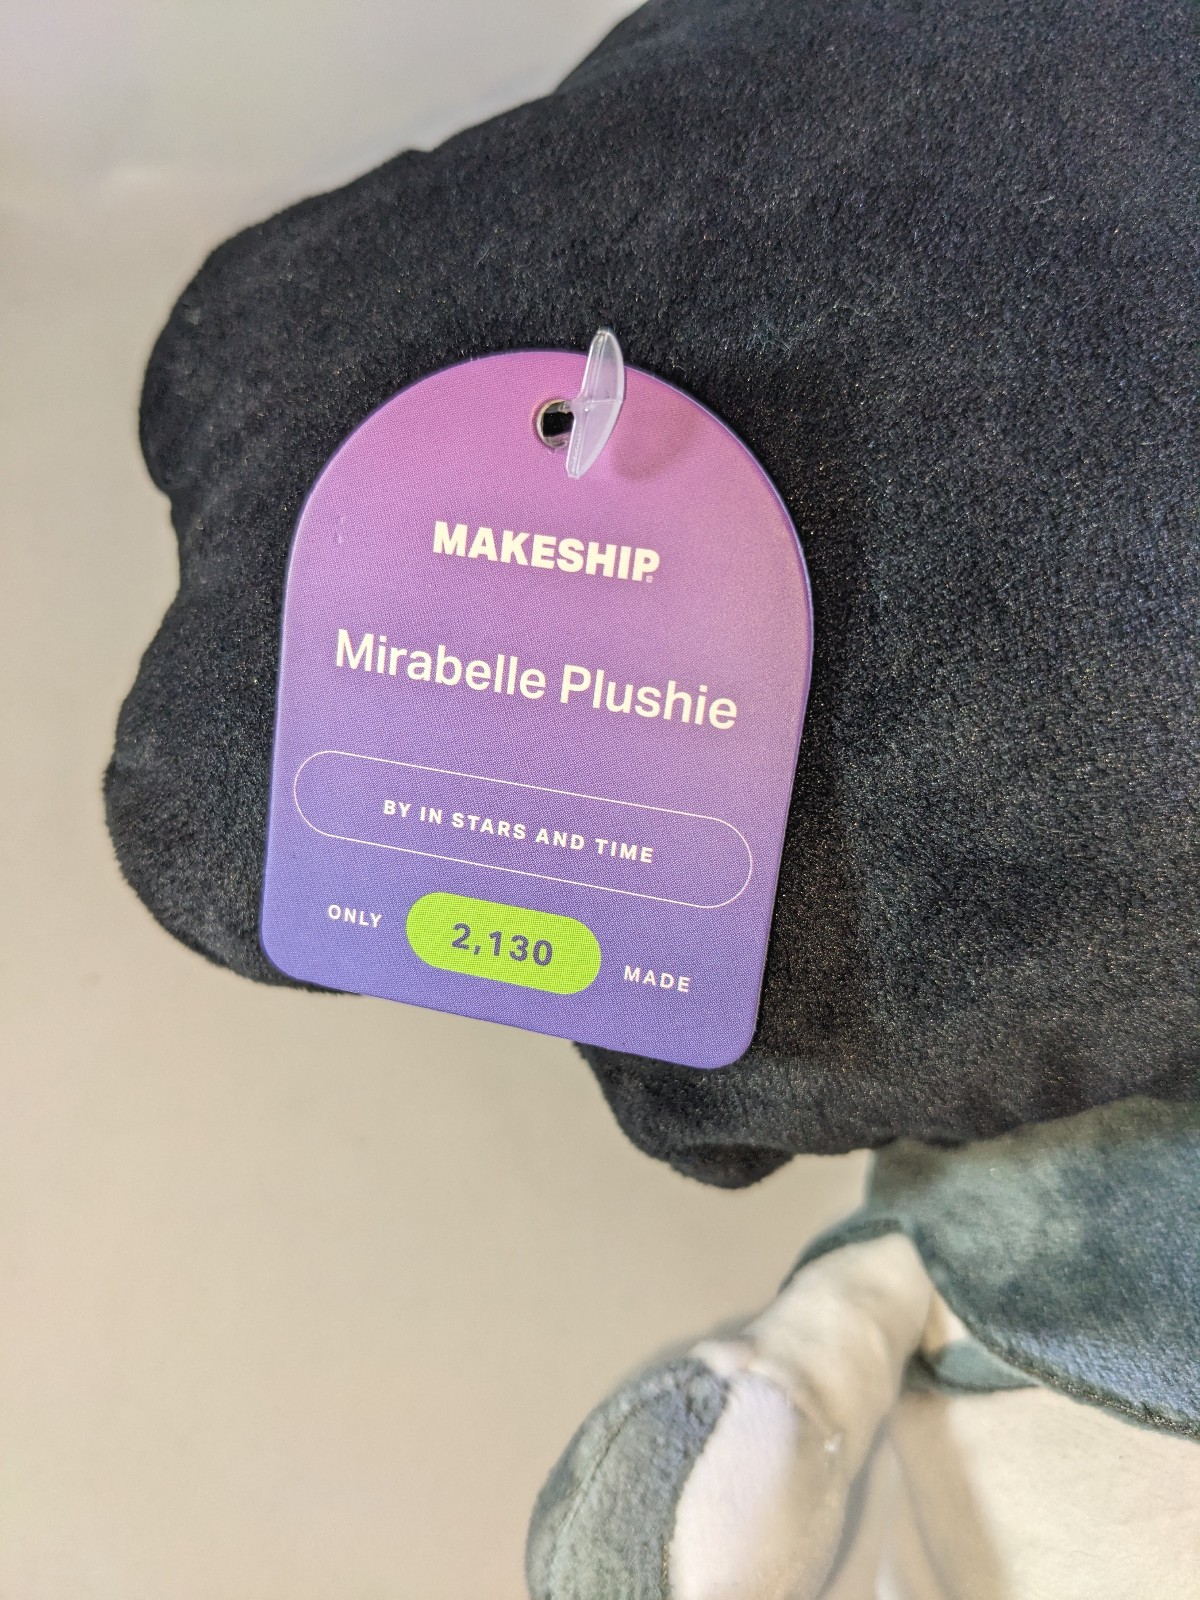 MAKESHIP
Mirabelle Plushie
BY IN STARS AND TIME
ONLY 2,130 MADE